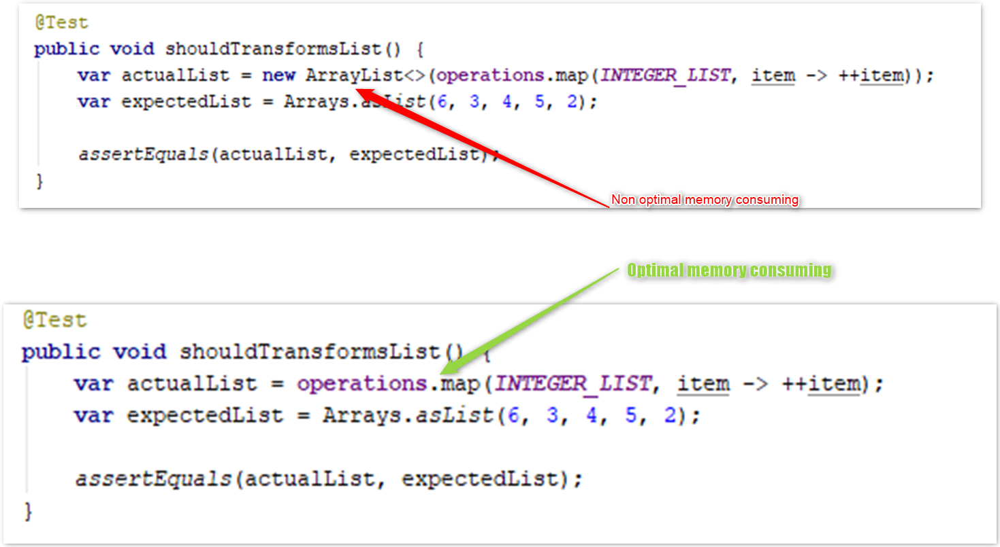 @Test
public void shouldTransformsList() {
var actualList = new ArrayList<>(operations.map(INTEGER_LIST, item -> ++item));
var expectedList = Arrays.asList(6, 3, 4, 5, 2);
assertEquals(actualList, expectedList);
}
Non optimal memory consuming
Optimal memory consuming
@Test
public void shouldTransformsList() {
var actualList = operations.map(INTEGER_LIST, item -> ++item);
var expectedList = Arrays.asList(6, 3, 4, 5, 2);
assertEquals(actualList, expectedList);
}